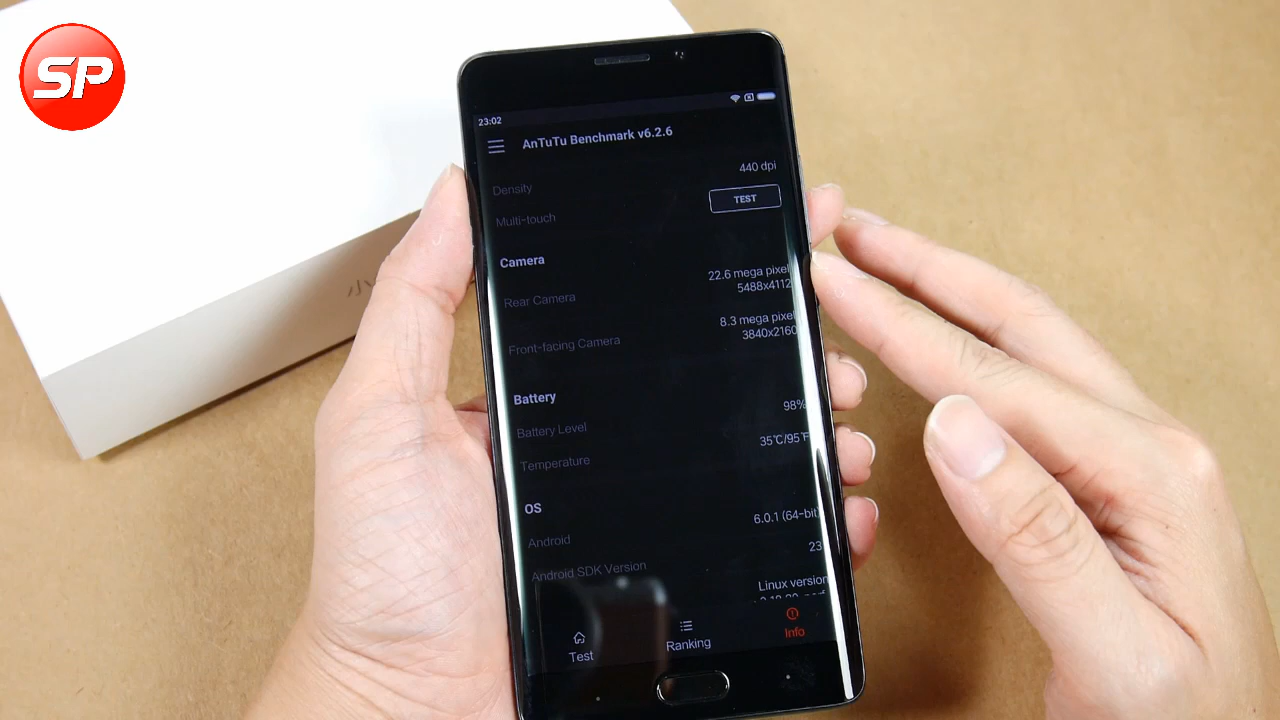 SP
23:02
AnTuTu Benchmark v6.2.6
Density 440 dpi
Multi-touch TEST
Camera
Rear Camera 22.6 mega pixel
5488x4112
Front-facing Camera 8.3 mega pixel
3840x2160
Battery
Battery Level 98%
Temperature 35℃/95℉
OS
Android 6.0.1 (64-bit)
Android SDK Version 23
Linux version
Test Ranking Info
小